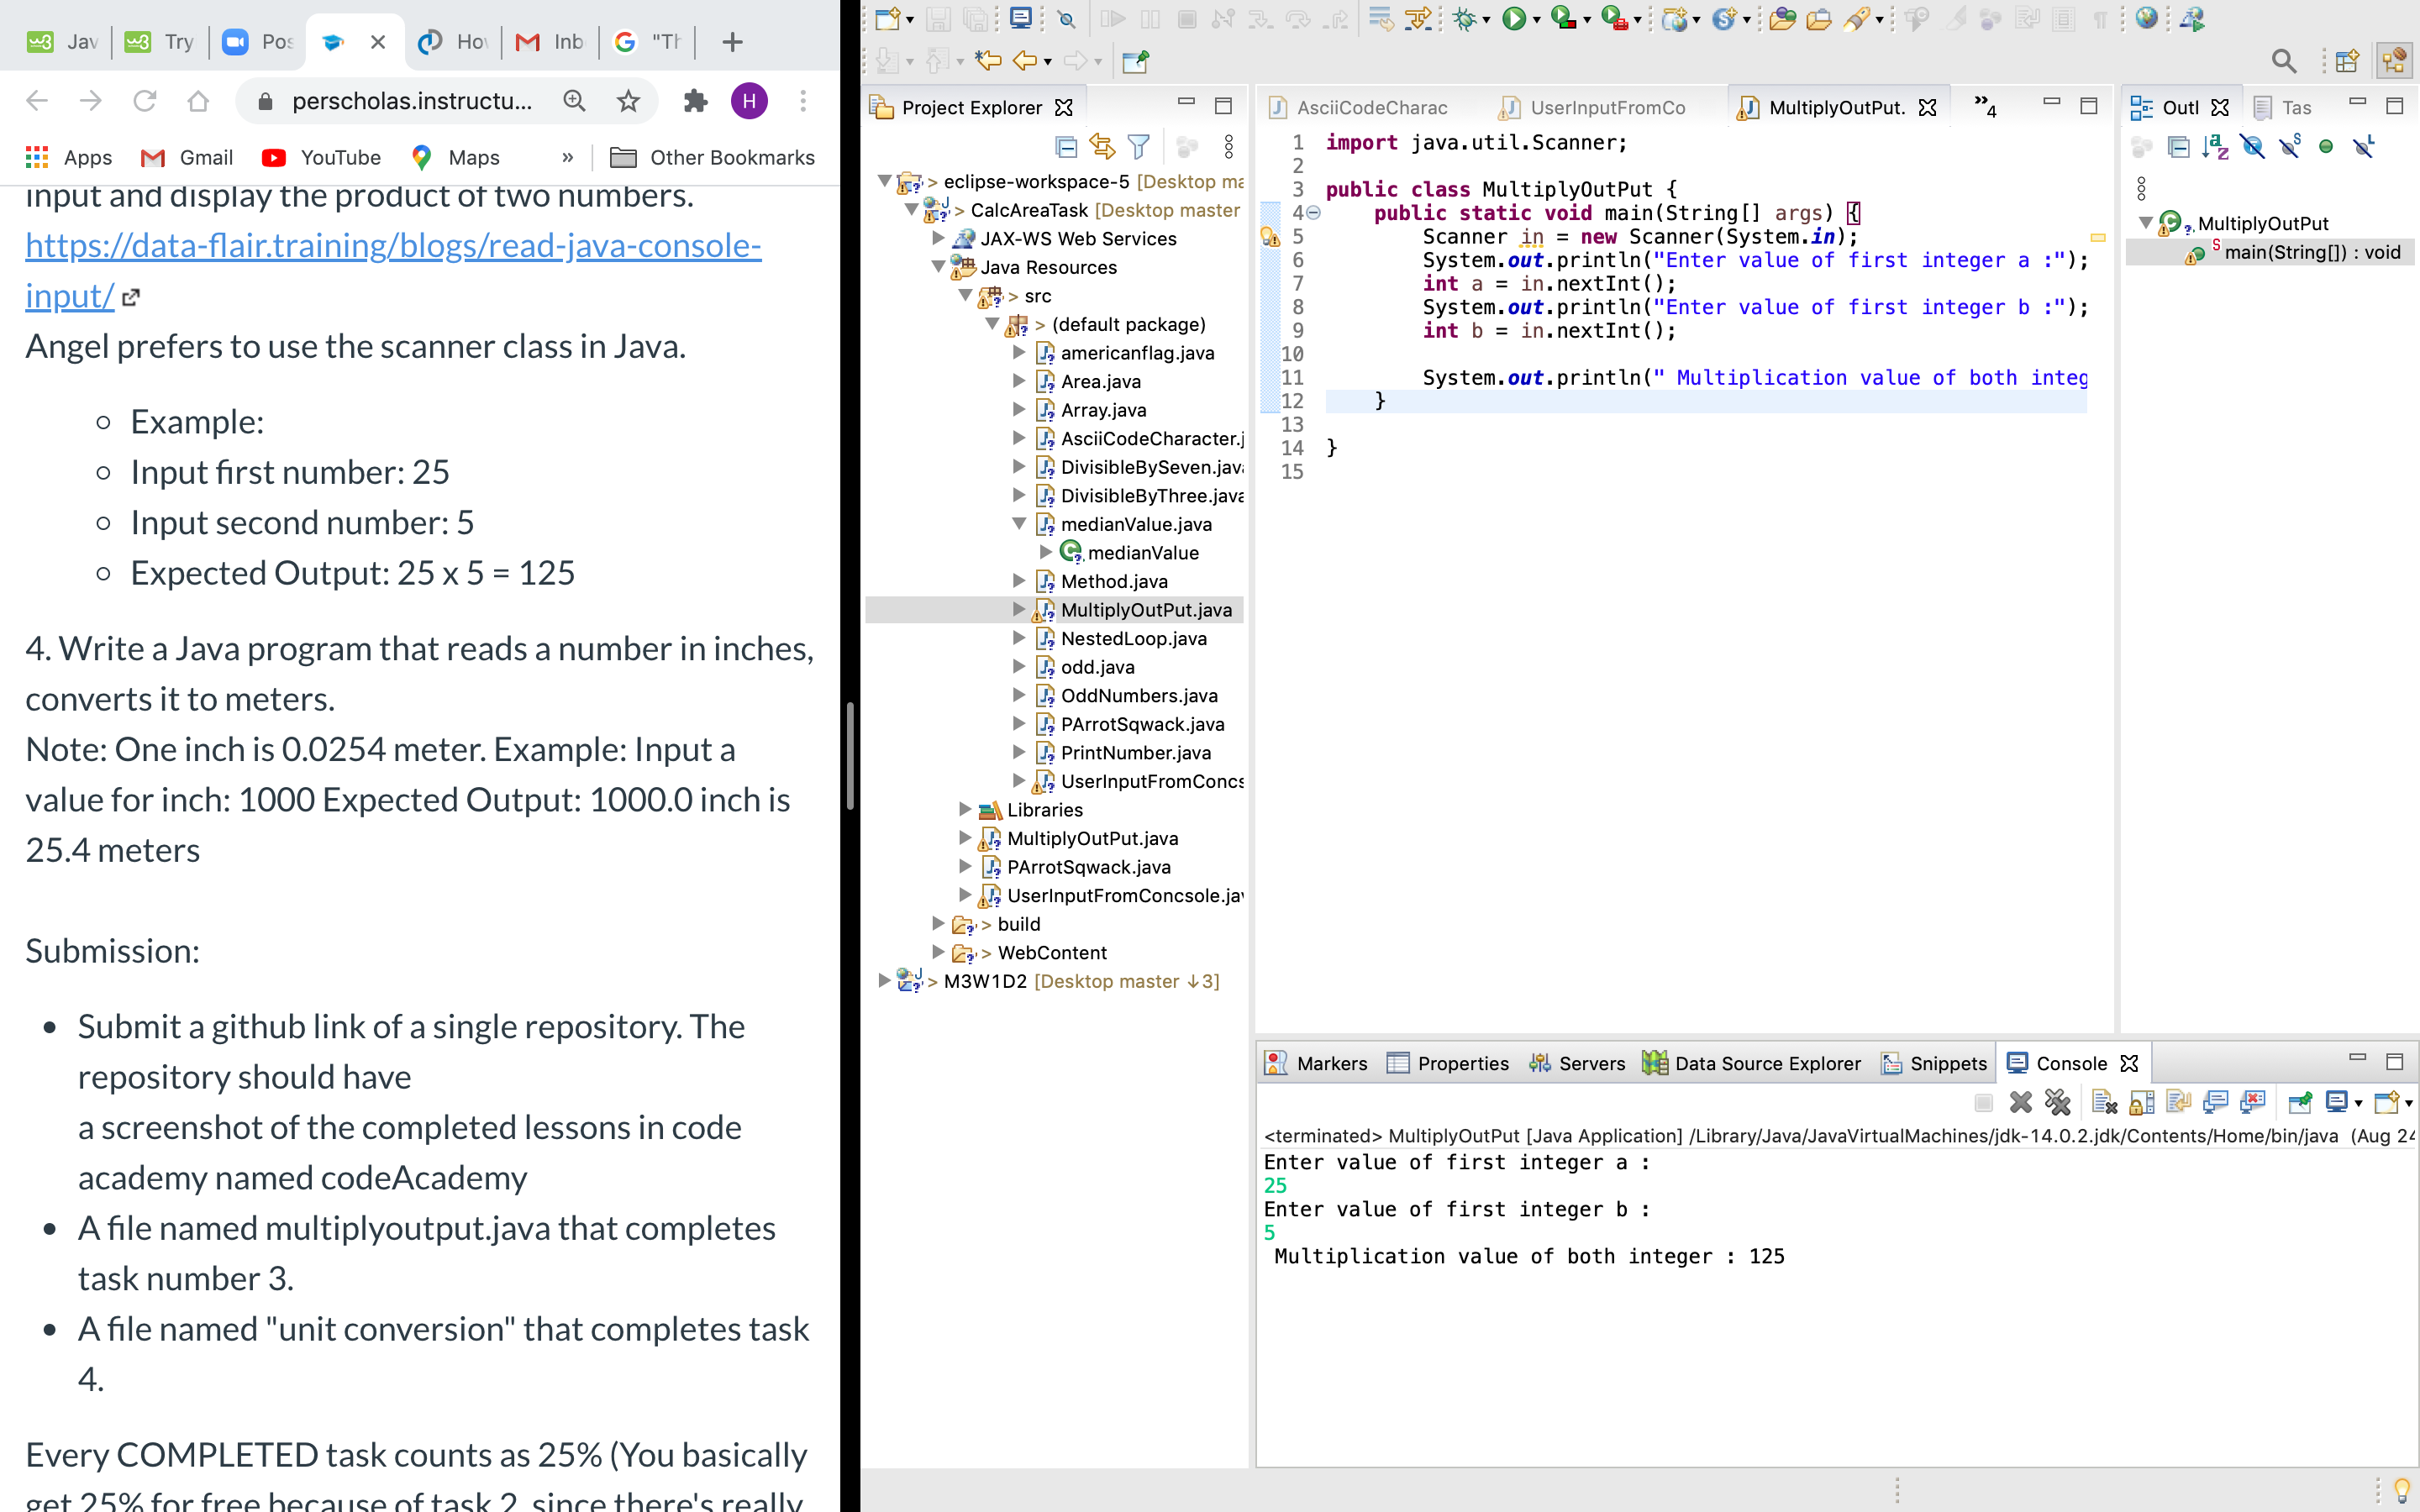 Jav
Try
Pos
Hov
Inb
"Th
perscholas.instructu...
H
Apps
Gmail
YouTube
Maps
»
Other Bookmarks
input and display the product of two numbers.
https://data-flair.training/blogs/read-java-console-
input/
Angel prefers to use the scanner class in Java.
Example:
Input first number: 25
Input second number: 5
Expected Output: 25 x 5 = 125
4. Write a Java program that reads a number in inches,
converts it to meters.
Note: One inch is 0.0254 meter. Example: Input a
value for inch: 1000 Expected Output: 1000.0 inch is
25.4 meters
Submission:
• Submit a github link of a single repository. The
repository should have
a screenshot of the completed lessons in code
academy named codeAcademy
• A file named multiplyoutput.java that completes
task number 3.
• A file named "unit conversion" that completes task
4.
Every COMPLETED task counts as 25% (You basically
get 25% for free because of task 2, since there's really
Project Explorer
> eclipse-workspace-5 [Desktop ma
> CalcAreaTask [Desktop master
JAX-WS Web Services
Java Resources
> src
> (default package)
americanflag.java
Area.java
Array.java
AsciiCodeCharacter.j
DivisibleBySeven.java
DivisibleByThree.java
medianValue.java
medianValue
Method.java
MultiplyOutPut.java
NestedLoop.java
odd.java
OddNumbers.java
PArrotSqwack.java
PrintNumber.java
UserInputFromConcs
Libraries
MultiplyOutPut.java
PArrotSqwack.java
UserInputFromConcsole.jav
> build
> WebContent
> M3W1D2 [Desktop master ↓3]
AsciiCodeCharac
UserInputFromCo
MultiplyOutPut.
»4
1 import java.util.Scanner;
2
3 public class MultiplyOutPut {
4 public static void main(String[] args) {
5 Scanner in = new Scanner(System.in);
6 System.out.println("Enter value of first integer a :");
7 int a = in.nextInt();
8 System.out.println("Enter value of first integer b :");
9 int b = in.nextInt();
10
11 System.out.println(" Multiplication value of both integ
12 }
13
14 }
15
Outl
Tas
MultiplyOutPut
main(String[]) : void
Markers
Properties
Servers
Data Source Explorer
Snippets
Console
<terminated> MultiplyOutPut [Java Application] /Library/Java/JavaVirtualMachines/jdk-14.0.2.jdk/Contents/Home/bin/java (Aug 24
Enter value of first integer a :
25
Enter value of first integer b :
5
Multiplication value of both integer : 125